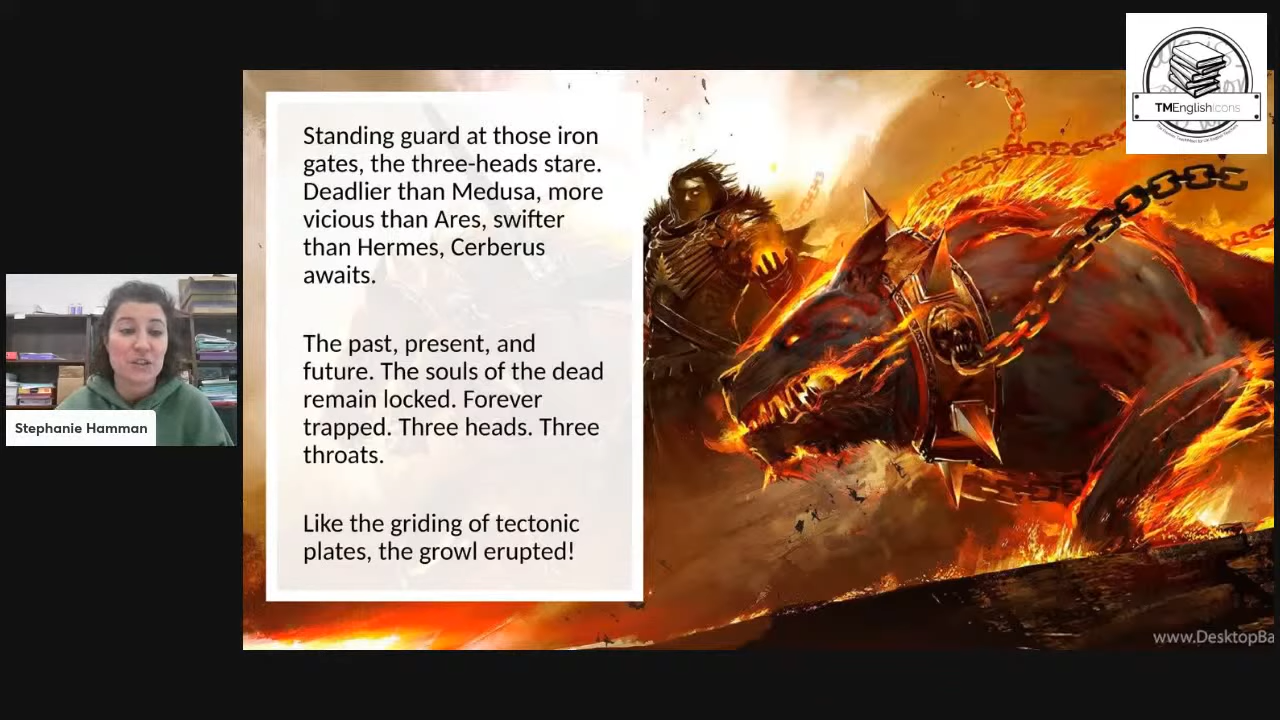 Standing guard at those iron
gates, the three-heads stare.
Deadlier than Medusa, more
vicious than Ares, swifter
than Hermes, Cerberus
awaits.
The past, present, and
future. The souls of the dead
remain locked. Forever
trapped. Three heads. Three
throats.
Like the griding of tectonic
plates, the growl erupted!
Stephanie Hamman
TMEnglishicons
www.DesktopBa